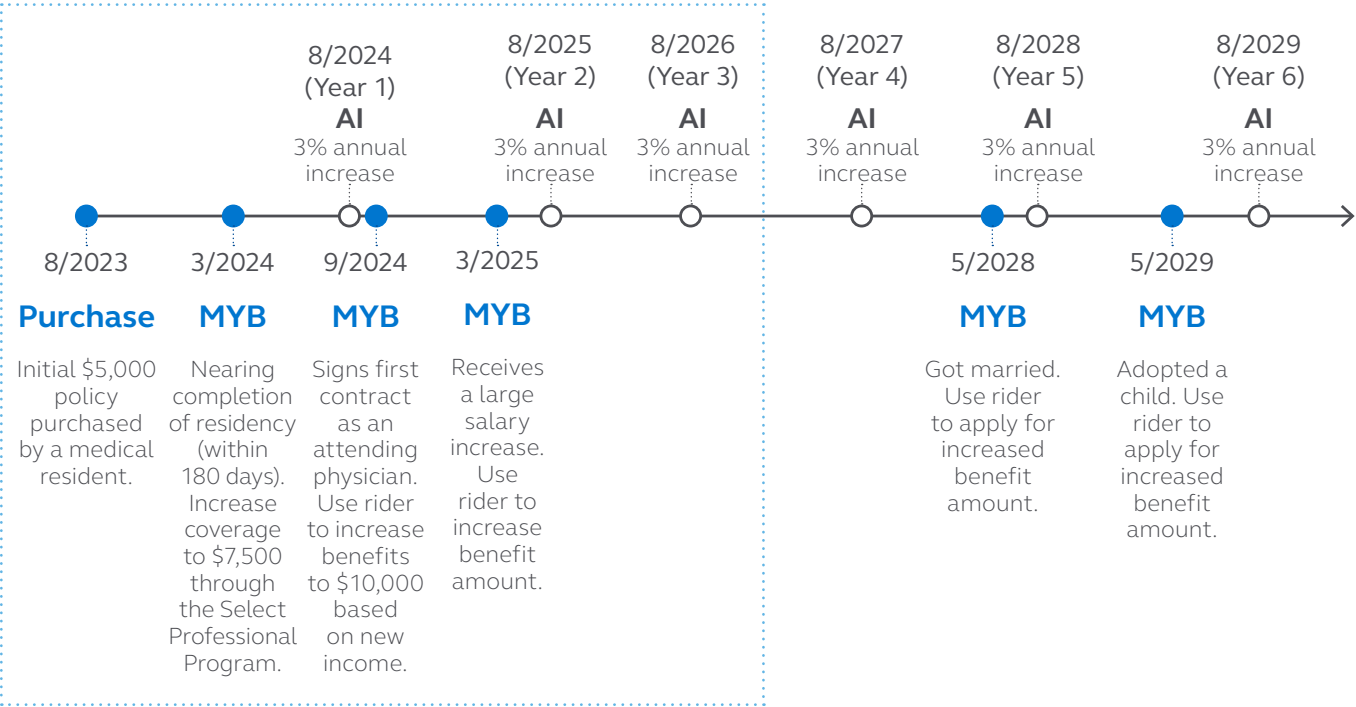 8/2024
(Year 1)
AI
3% annual
increase
8/2025
(Year 2)
AI
3% annual
increase
8/2026
(Year 3)
AI
3% annual
increase
8/2027
(Year 4)
AI
3% annual
increase
8/2028
(Year 5)
AI
3% annual
increase
8/2029
(Year 6)
AI
3% annual
increase
8/2023
Purchase
Initial $5,000
policy
purchased
by a medical
resident.
3/2024
MYB
Nearing
completion
of residency
(within
180 days).
Increase
coverage
to $7,500
through
the Select
Professional
Program.
9/2024
MYB
Signs first
contract
as an
attending
physician.
Use rider
to increase
benefits
to $10,000
based
on new
income.
3/2025
MYB
Receives
a large
salary
increase.
Use
rider to
increase
benefit
amount.
5/2028
MYB
Got married.
Use rider
to apply for
increased
benefit
amount.
5/2029
MYB
Adopted a
child. Use
rider to
apply for
increased
benefit
amount.